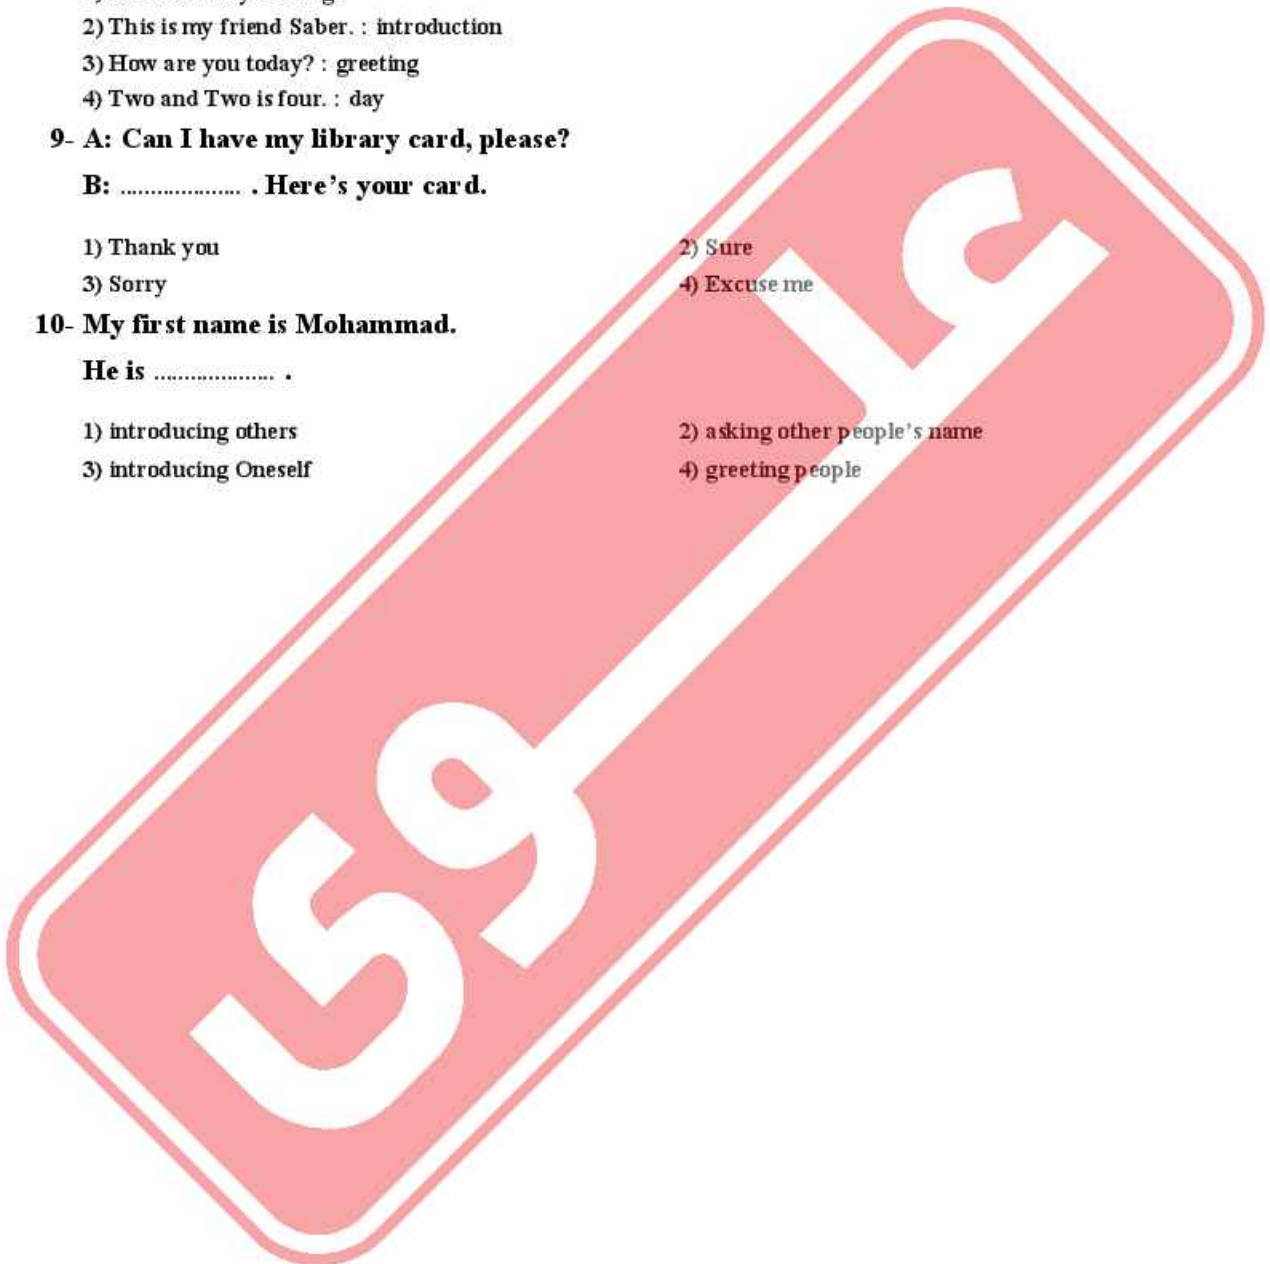 2) This is my friend Saber. : introduction
3) How are you today? : greeting
4) Two and Two is four. : day
9- A: Can I have my library card, please?
B: .................... . Here's your card.
1) Thank you
2) Sure
3) Sorry
4) Excuse me
10- My first name is Mohammad.
He is .................... .
1) introducing others
2) asking other people's name
3) introducing Oneself
4) greeting people